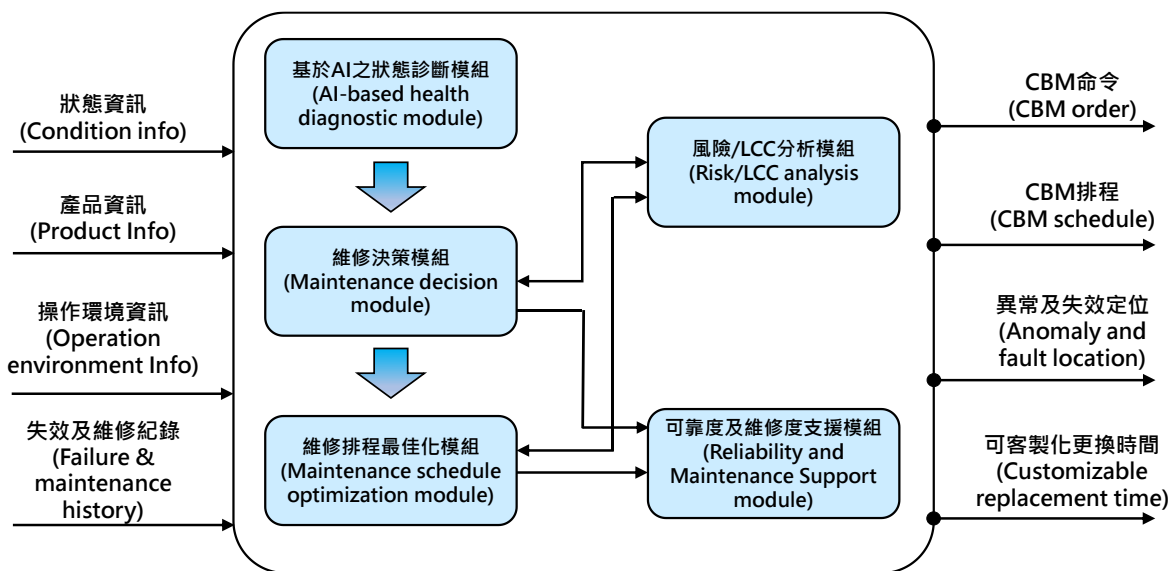 狀態資訊
(Condition info)
產品資訊
(Product Info)
操作環境資訊
(Operation
environment Info)
失效及維修紀錄
(Failure &
maintenance
history)
基於AI之狀態診斷模組
(AI-based health
diagnostic module)
維修決策模組
(Maintenance decision
module)
維修排程最佳化模組
(Maintenance schedule
optimization module)
風險/LCC分析模組
(Risk/LCC analysis
module)
可靠度及維修度支援模組
(Reliability and
Maintenance Support
module)
CBM命令
(CBM order)
CBM排程
(CBM schedule)
異常及失效定位
(Anomaly and
fault location)
可客製化更換時間
(Customizable
replacement time)